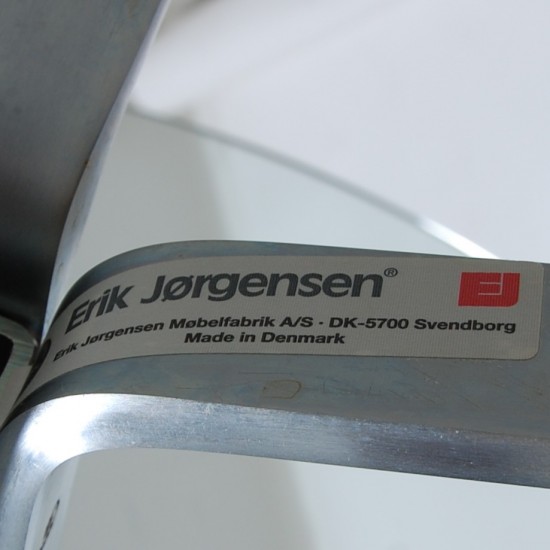 Erik Jørgensen®
EJ
Erik Jørgensen Møbelfabrik A/S · DK-5700 Svendborg
Made in Denmark